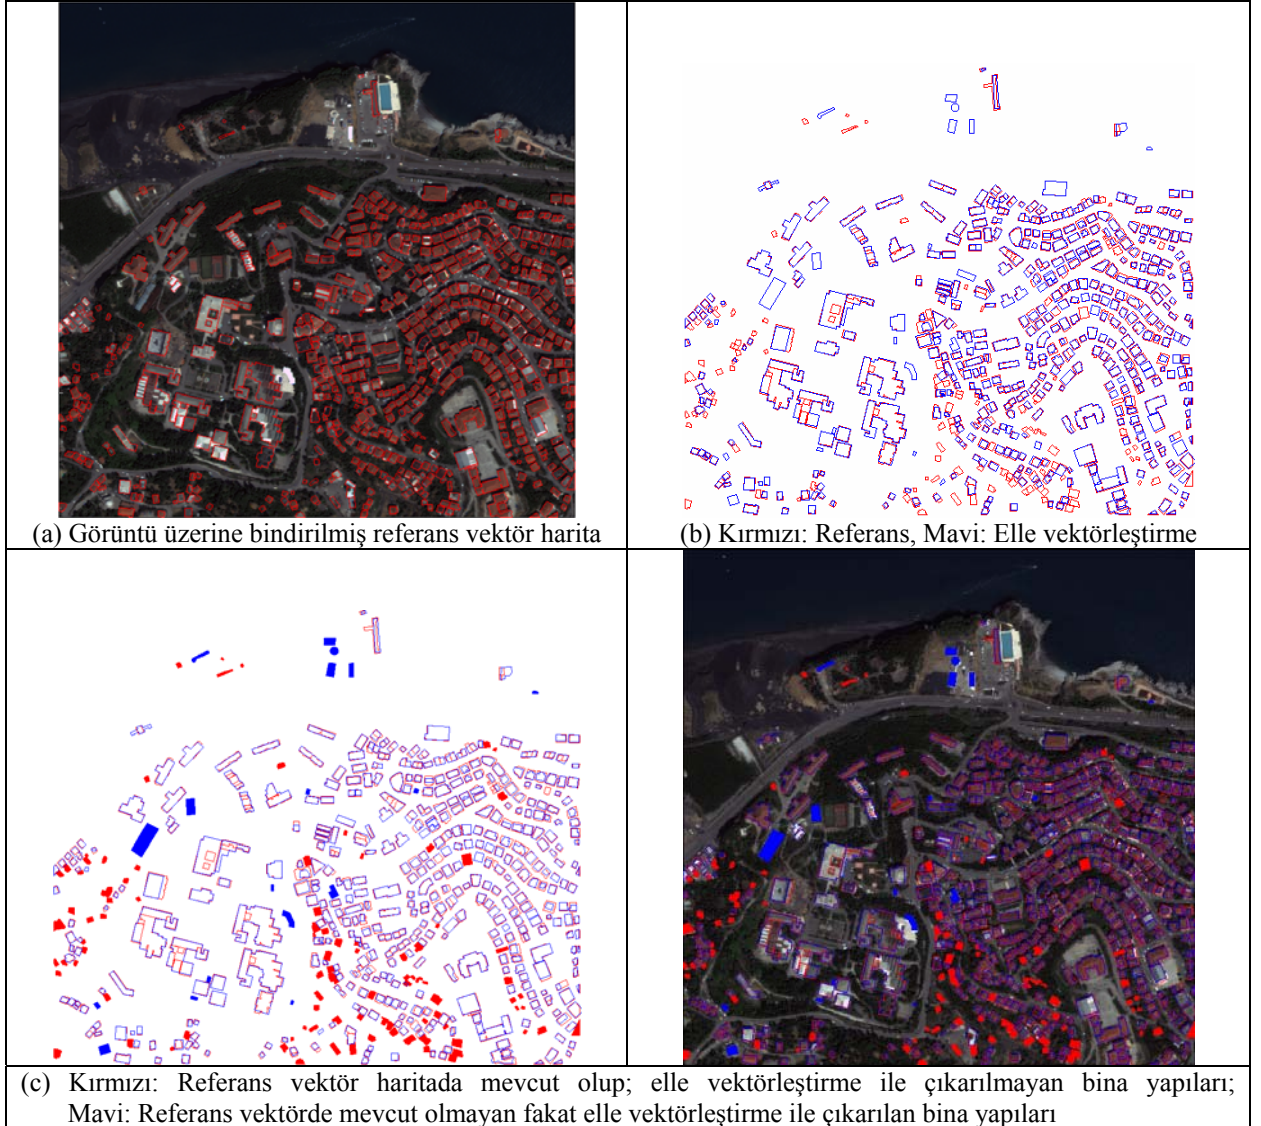 (a) Görüntü üzerine bindirilmiş referans vektör harita
(b) Kırmızı: Referans, Mavi: Elle vektörleştirme
(c) Kırmızı: Referans vektör haritada mevcut olup; elle vektörleştirme ile çıkarılmayan bina yapıları;
Mavi: Referans vektörde mevcut olmayan fakat elle vektörleştirme ile çıkarılan bina yapıları